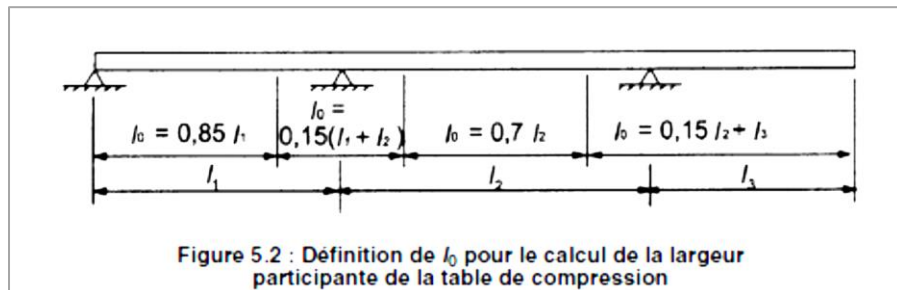 l₀ =
l₀ = 0,85 l₁ 0,15(l₁ + l₂) l₀ = 0,7 l₂ l₀ = 0,15 l₂ + l₃
l₁ l₂ l₃
Figure 5.2 : Définition de l₀ pour le calcul de la largeur
participante de la table de compression